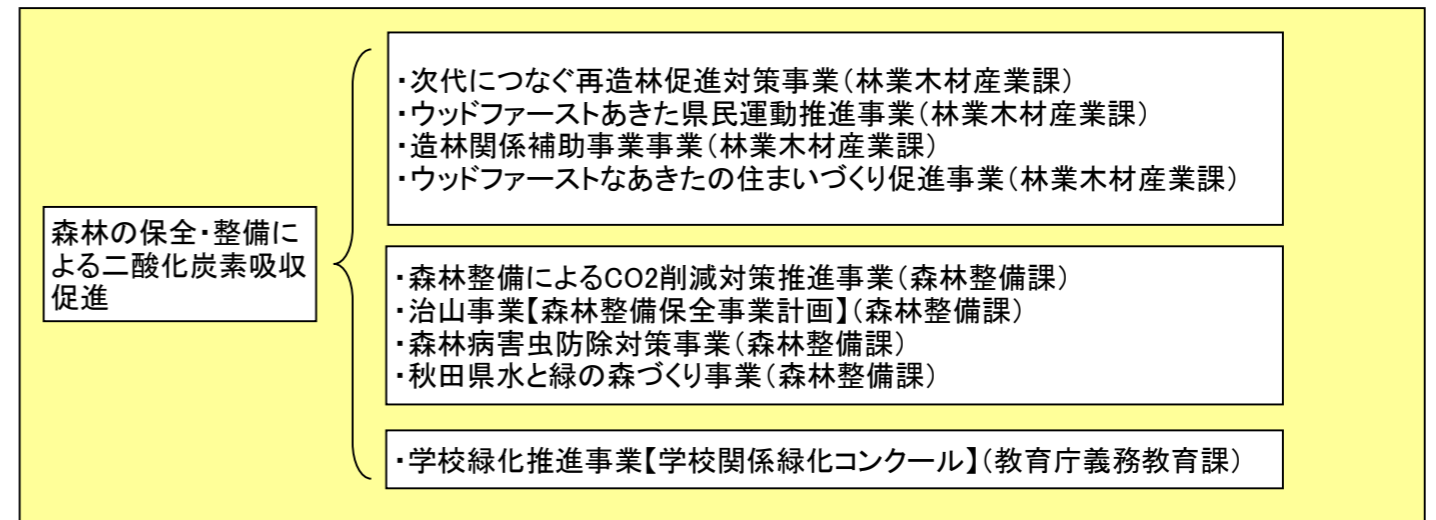 森林の保全・整備に
よる二酸化炭素吸収
促進
・次代につなぐ再造林促進対策事業(林業木材産業課)
・ウッドファーストあきた県民運動推進事業(林業木材産業課)
・造林関係補助事業事業(林業木材産業課)
・ウッドファーストなあきたの住まいづくり促進事業(林業木材産業課)
・森林整備によるCO2削減対策推進事業(森林整備課)
・治山事業【森林整備保全事業計画】(森林整備課)
・森林病害虫防除対策事業(森林整備課)
・秋田県水と緑の森づくり事業(森林整備課)
・学校緑化推進事業【学校関係緑化コンクール】(教育庁義務教育課)